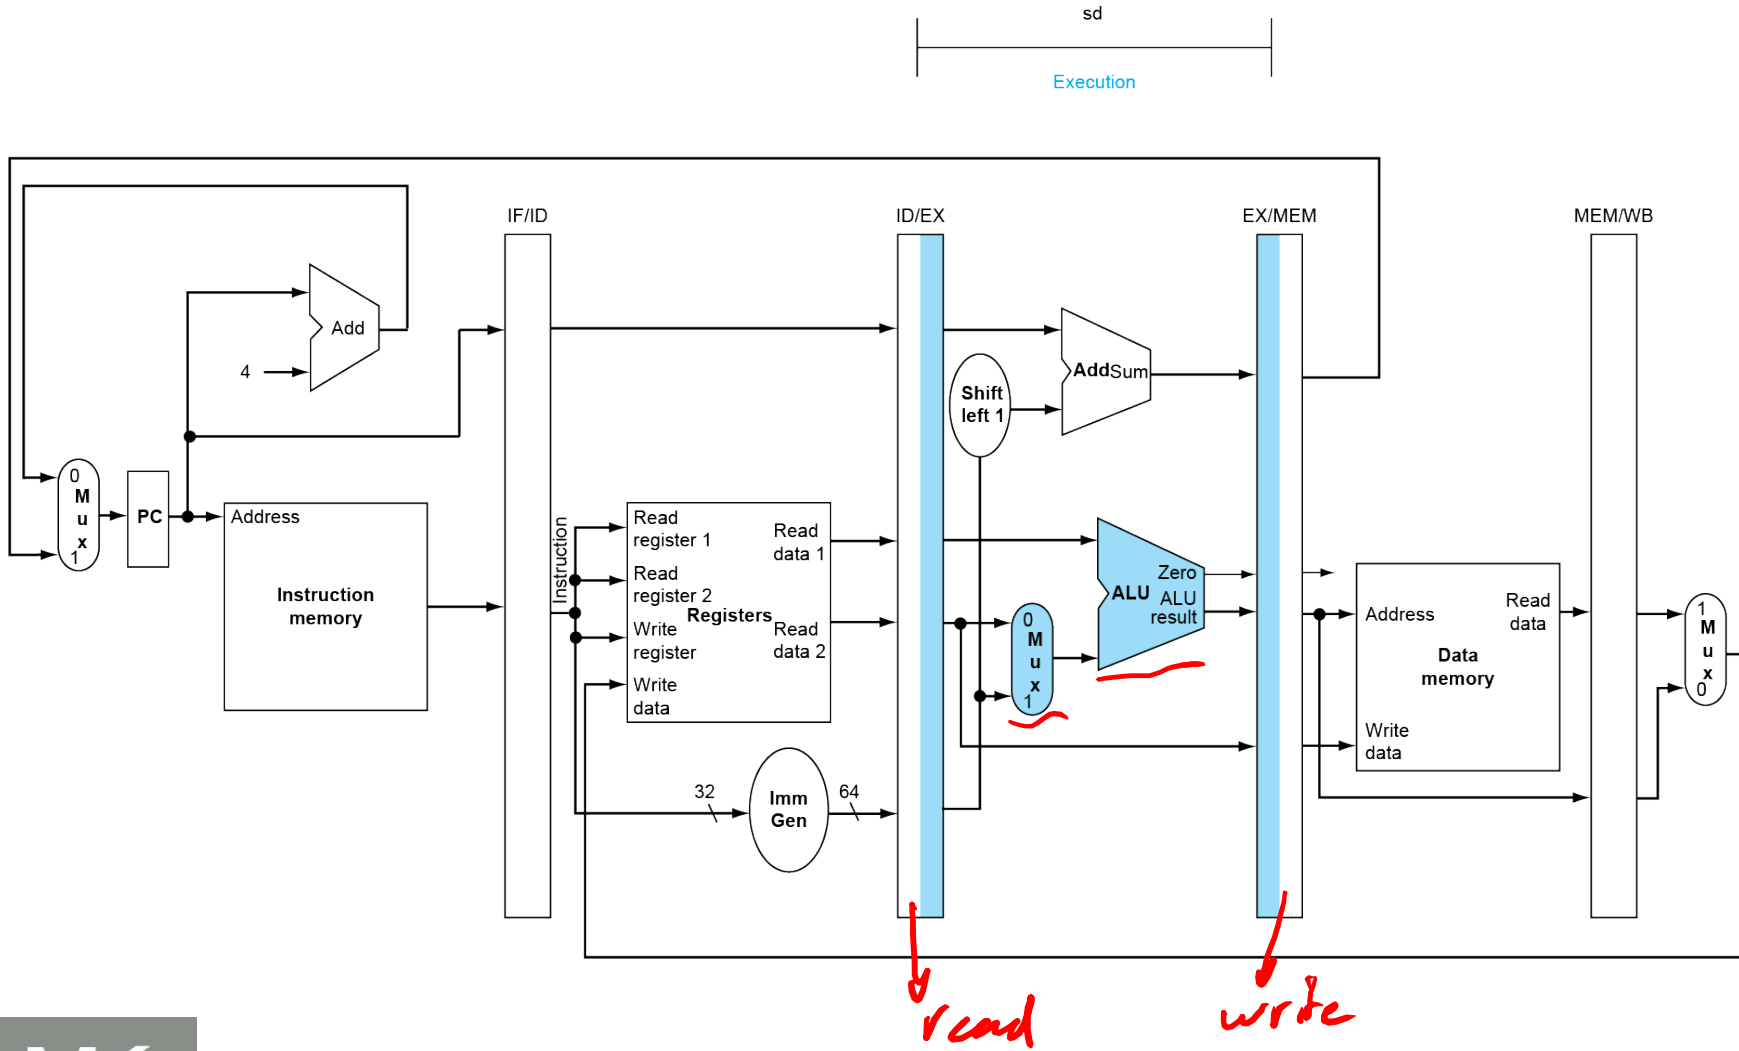 sd
Execution
IF/ID
ID/EX
EX/MEM
MEM/WB
Add
4
Shift
left 1
Add Sum
0
M
u
x
1
PC
Address
Instruction
memory
Instruction
Read
register 1
Read
register 2
Write
register
Write
data
Registers
Read
data 1
Read
data 2
0
M
u
x
1
ALU
Zero
ALU
result
Address
Read
data
Data
memory
Write
data
1
M
u
x
0
32
Imm
Gen
64
read
write